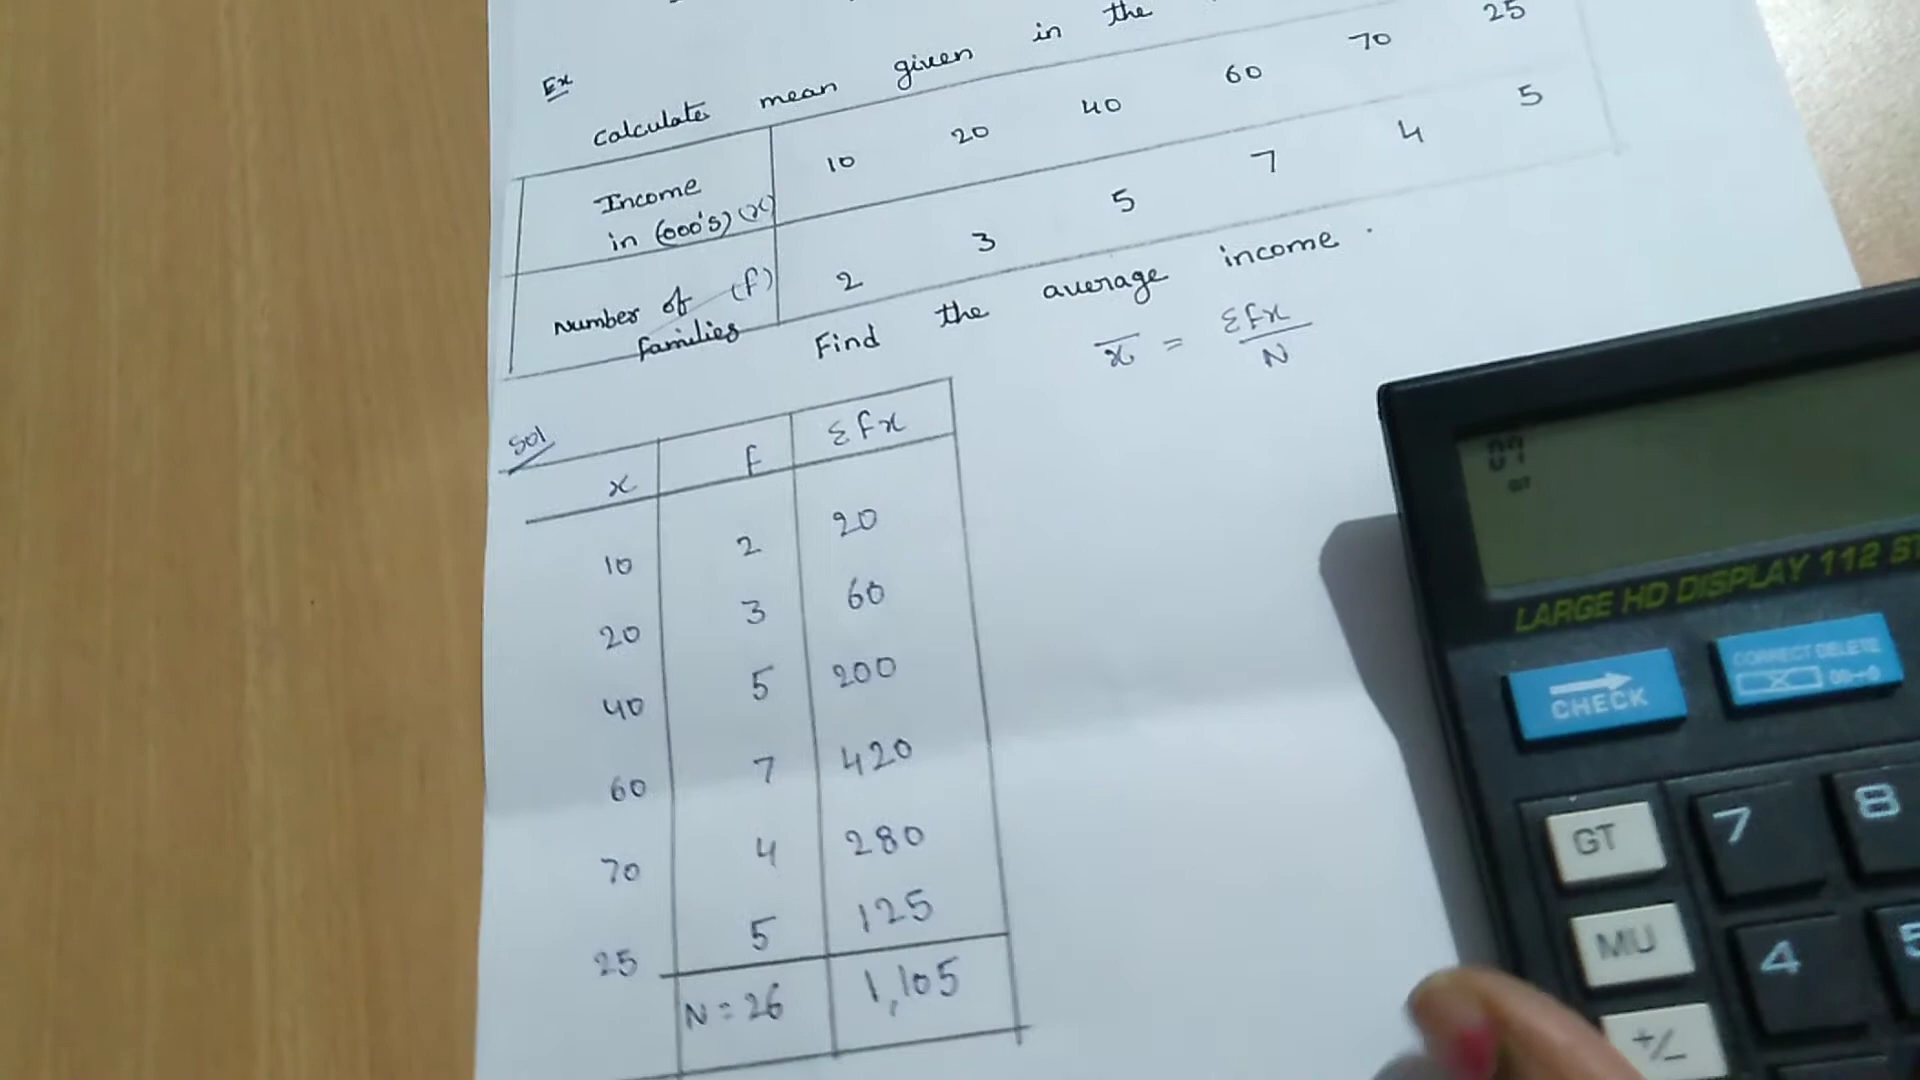 Ex
Calculate mean given in the
Income in (000's) (x) 10 20 40 60 70 25
Number of families (f) 2 3 5 7 4 5
Find the average income.
x̄ = Σfx / N
Sol
x f Σfx
10 2 20
20 3 60
40 5 200
60 7 420
70 4 280
25 5 125
N = 26 1,105
LARGE HD DISPLAY 112
CHECK
CORRECT DELETE
00→0
GT 7 8
MU 4 5
+/-